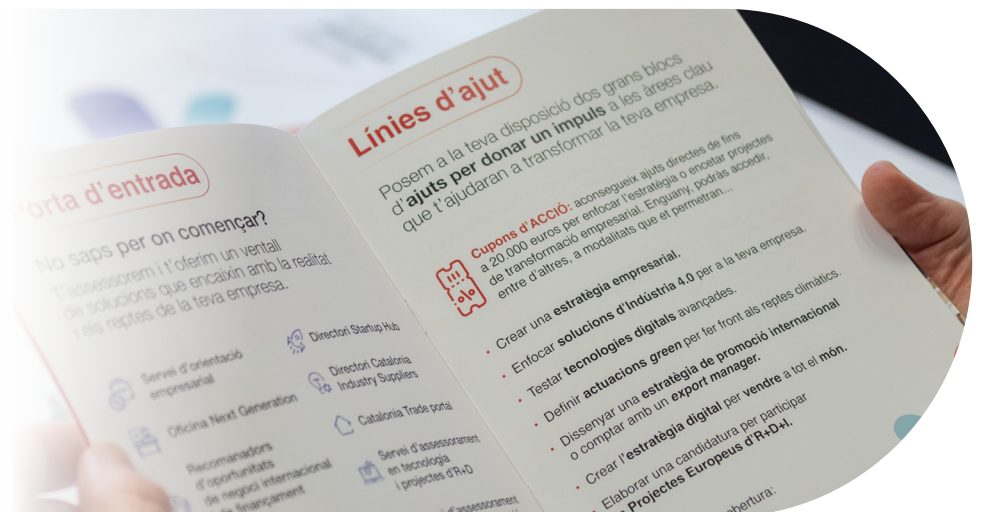 Porta d'entrada
No saps per on començar?
T'assessorem i t'oferim un ventall
de solucions que encaixin amb la realitat
i els reptes de la teva empresa.
Servei d'orientació
empresarial
Oficina Next Generation
Recomanadors
d'oportunitats
de negoci internacional
de finançament
Directori Startup Hub
Directori Catalonia
Industry Suppliers
Catalonia Trade portal
Servei d'assessorament
en tecnologia
i projectes d'R+D
d'assessorament
Línies d'ajut
Posem a la teva disposició dos grans blocs
d'ajuts per donar un impuls a les àrees clau
que t'ajudaran a transformar la teva empresa.
Cupons d'ACCIÓ: aconsegueix ajuts directes de fins
a 20.000 euros per enfocar l'estratègia o encetar projectes
de transformació empresarial. Enguany, podràs accedir,
entre d'altres, a modalitats que et permetran...
• Crear una estratègia empresarial.
• Enfocar solucions d'Indústria 4.0 per a la teva empresa.
• Testar tecnologies digitals avançades.
• Definir actuacions green per fer front als reptes climàtics.
• Dissenyar una estratègia de promoció internacional
o comptar amb un export manager.
• Crear l'estratègia digital per vendre a tot el món.
Elaborar una candidatura per participar
Projectes Europeus d'R+D+I.
obertura: